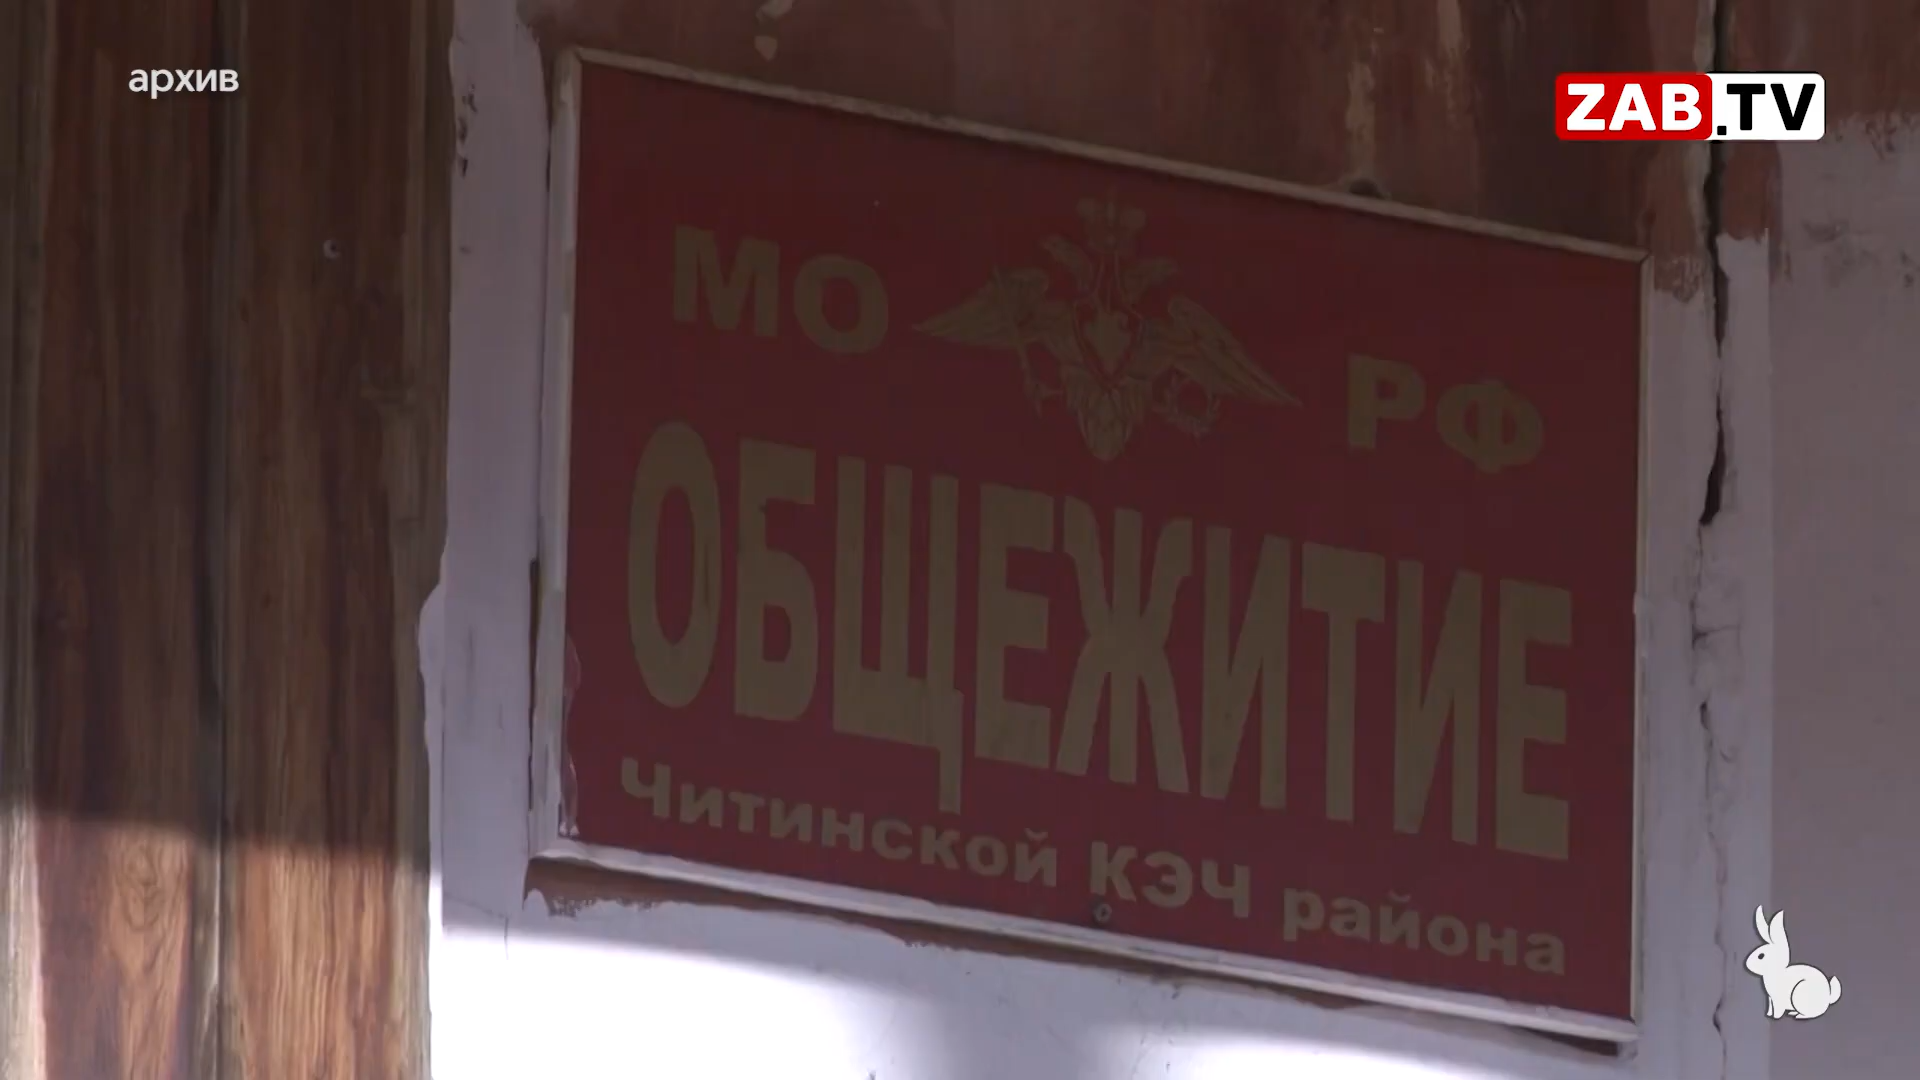 архив
ZAB.TV
МО РФ
ОБЩЕЖИТИЕ
Читинской КЭЧ района